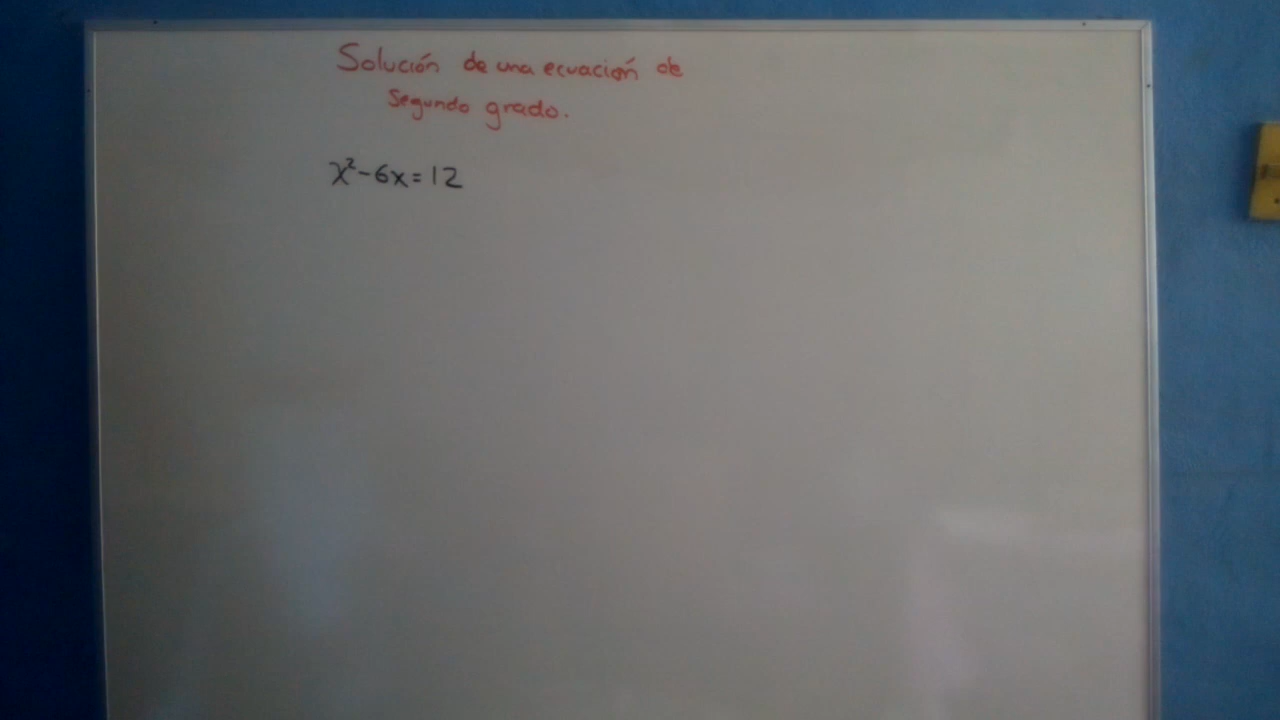 Solución de una ecuación de
Segundo grado.
x²-6x=12